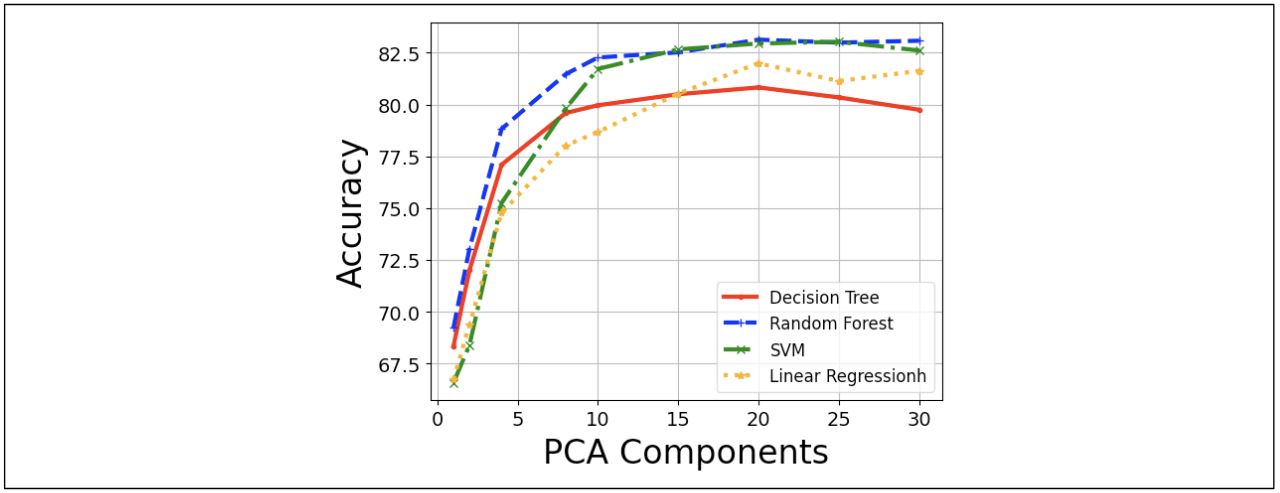 82.5
80.0
77.5
75.0
72.5
70.0
67.5
Accuracy
Decision Tree
Random Forest
SVM
Linear Regressionh
0 5 10 15 20 25 30
PCA Components